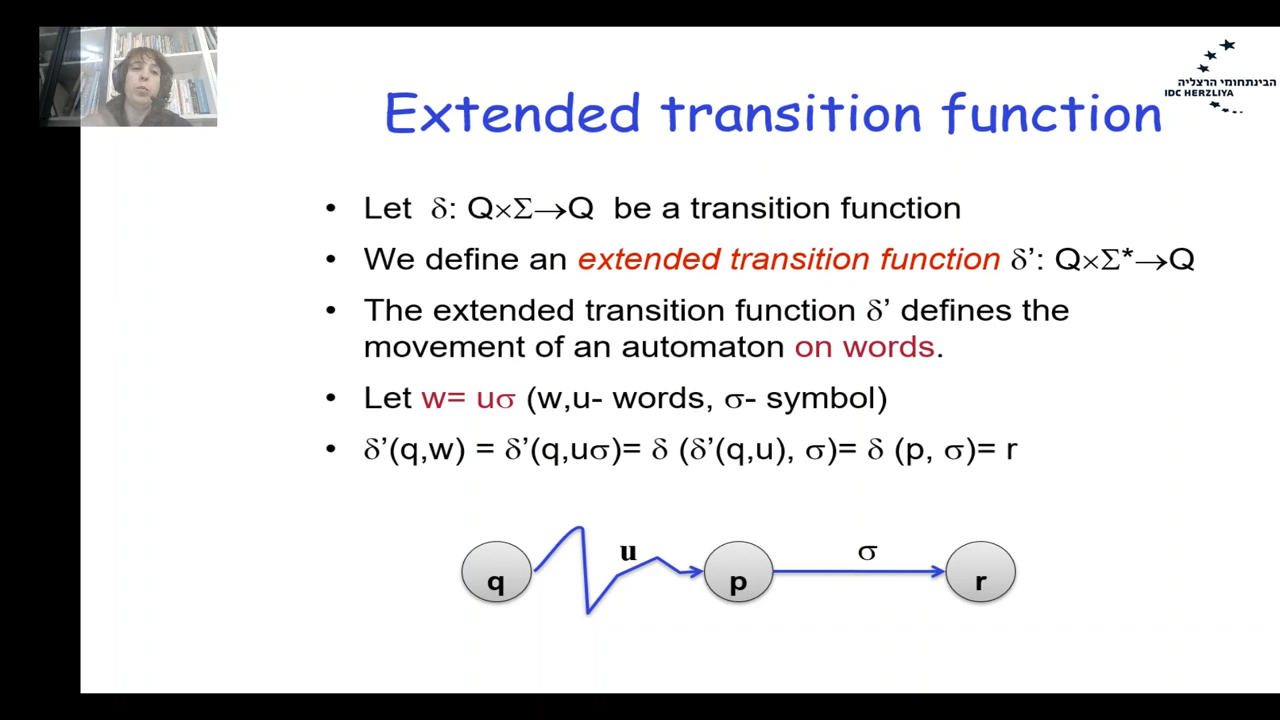 הבינתחומי הרצליה
IDC HERZLIYA
Extended transition function
• Let δ: Q×Σ→Q be a transition function
• We define an extended transition function δ’: Q×Σ*→Q
• The extended transition function δ’ defines the
movement of an automaton on words.
• Let w= uσ (w,u- words, σ- symbol)
• δ’(q,w) = δ’(q,uσ)= δ (δ’(q,u), σ)= δ (p, σ)= r
u σ
q p r